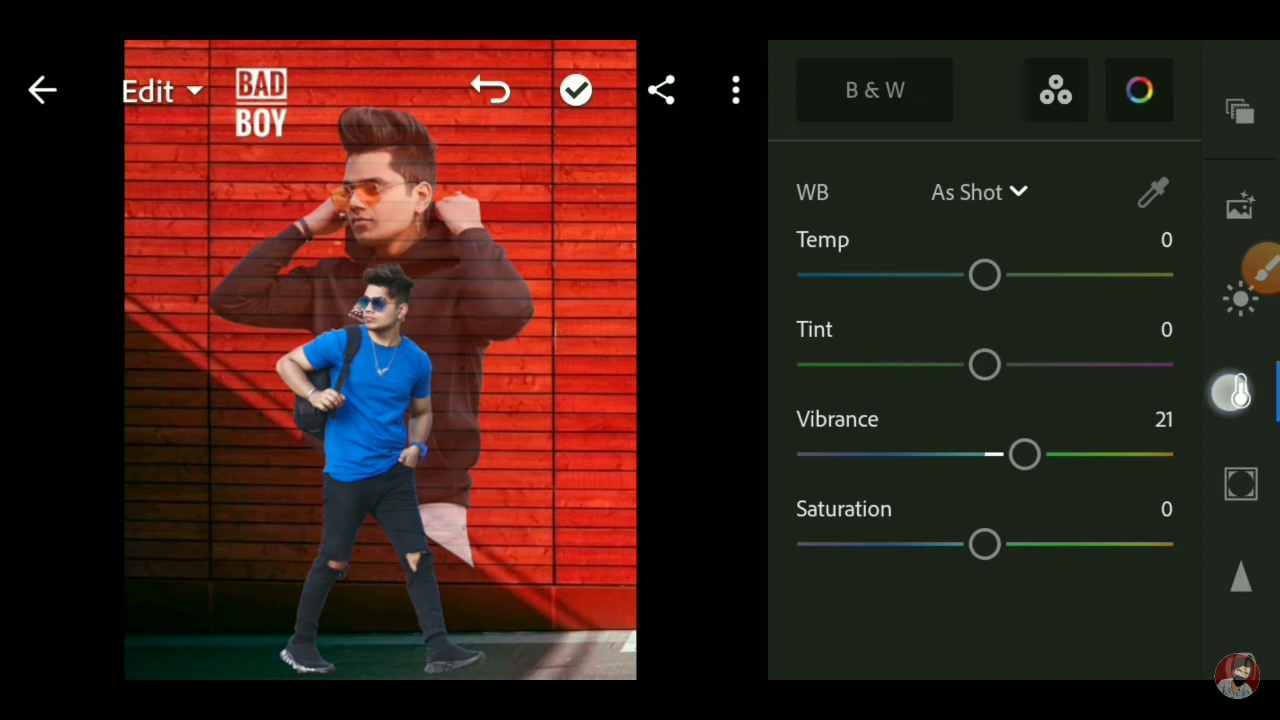 Edit
BAD
BOY
B & W
WB As Shot
Temp 0
Tint 0
Vibrance 21
Saturation 0